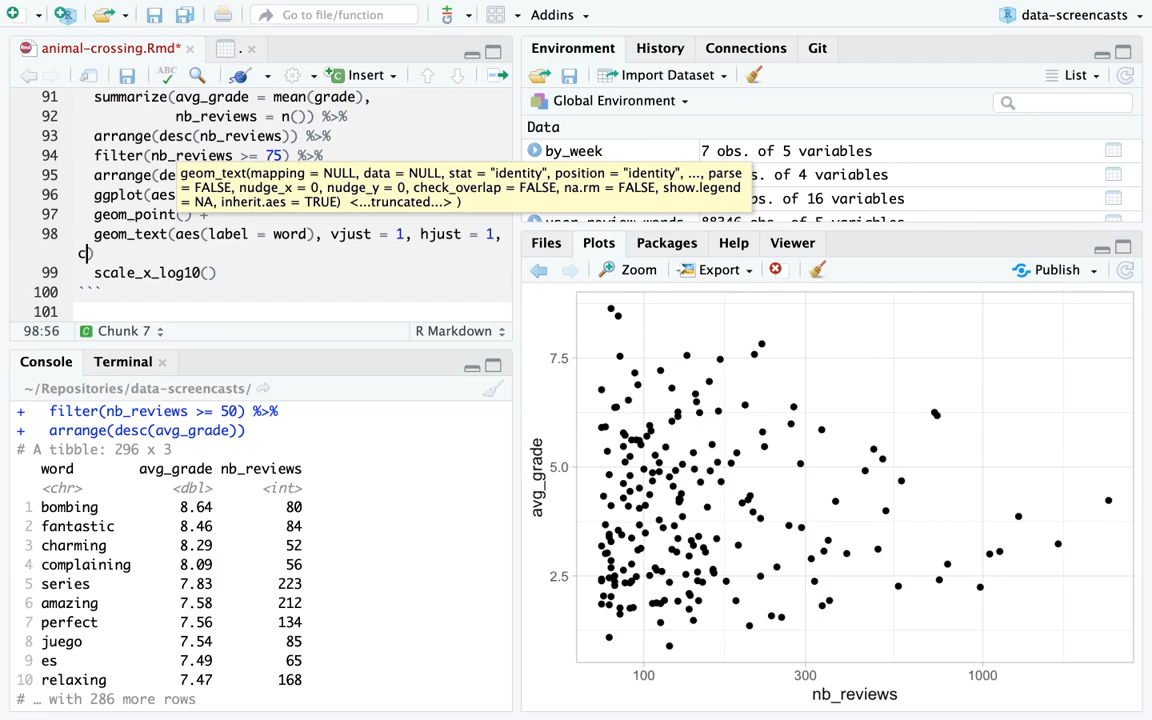 Go to file/function
Addins
data-screencasts
animal-crossing.Rmd*
.
ABC
Insert
91 summarize(avg_grade = mean(grade),
92 nb_reviews = n()) %>%
93 arrange(desc(nb_reviews)) %>%
94 filter(nb_reviews >= 75) %>%
95 arrange(de
geom_text(mapping = NULL, data = NULL, stat = "identity", position = "identity", ..., parse
= FALSE, nudge_x = 0, nudge_y = 0, check_overlap = FALSE, na.rm = FALSE, show.legend
= NA, inherit.aes = TRUE) <...truncated...> )
96 ggplot(aes
97 geom_point() +
98 geom_text(aes(label = word), vjust = 1, hjust = 1,
c)
99 scale_x_log10()
100 ```
101
98:56 Chunk 7 R Markdown
Console Terminal
~/Repositories/data-screencasts/
+ filter(nb_reviews >= 50) %>%
+ arrange(desc(avg_grade))
# A tibble: 296 x 3
word avg_grade nb_reviews
<chr> <dbl> <int>
1 bombing 8.64 80
2 fantastic 8.46 84
3 charming 8.29 52
4 complaining 8.09 56
5 series 7.83 223
6 amazing 7.58 212
7 perfect 7.56 134
8 juego 7.54 85
9 es 7.49 65
10 relaxing 7.47 168
# … with 286 more rows
Environment History Connections Git
Import Dataset List
Global Environment
Data
by_week 7 obs. of 5 variables
s. of 4 variables
s. of 16 variables
user_review_words 88346 obs. of 5 variables
Files Plots Packages Help Viewer
Zoom Export Publish
7.5
5.0
2.5
avg_grade
100 300 1000
nb_reviews